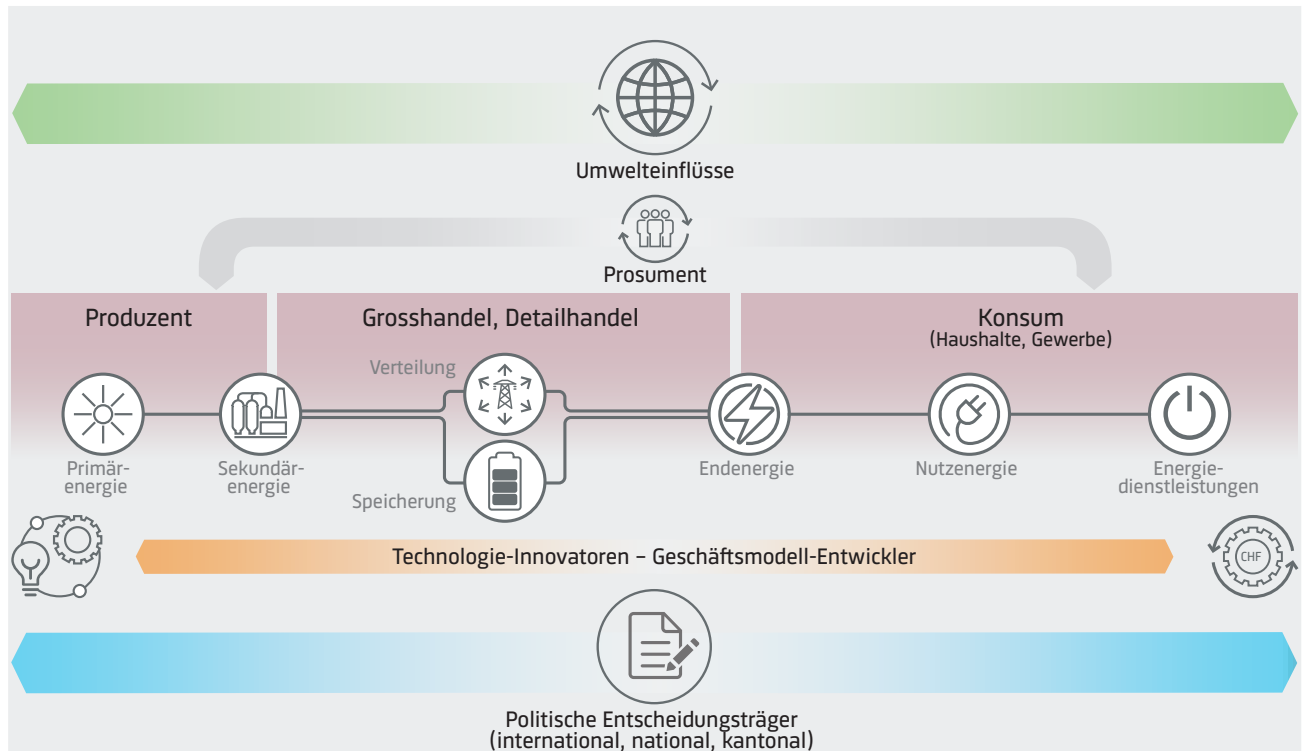 Umwelteinflüsse
Prosument
Produzent
Grosshandel, Detailhandel
Konsum
(Haushalte, Gewerbe)
Verteilung
Primär-
energie
Sekundär-
energie
Speicherung
Endenergie
Nutzenergie
Energie-
dienstleistungen
Technologie-Innovatoren – Geschäftsmodell-Entwickler
CHF
Politische Entscheidungsträger
(international, national, kantonal)